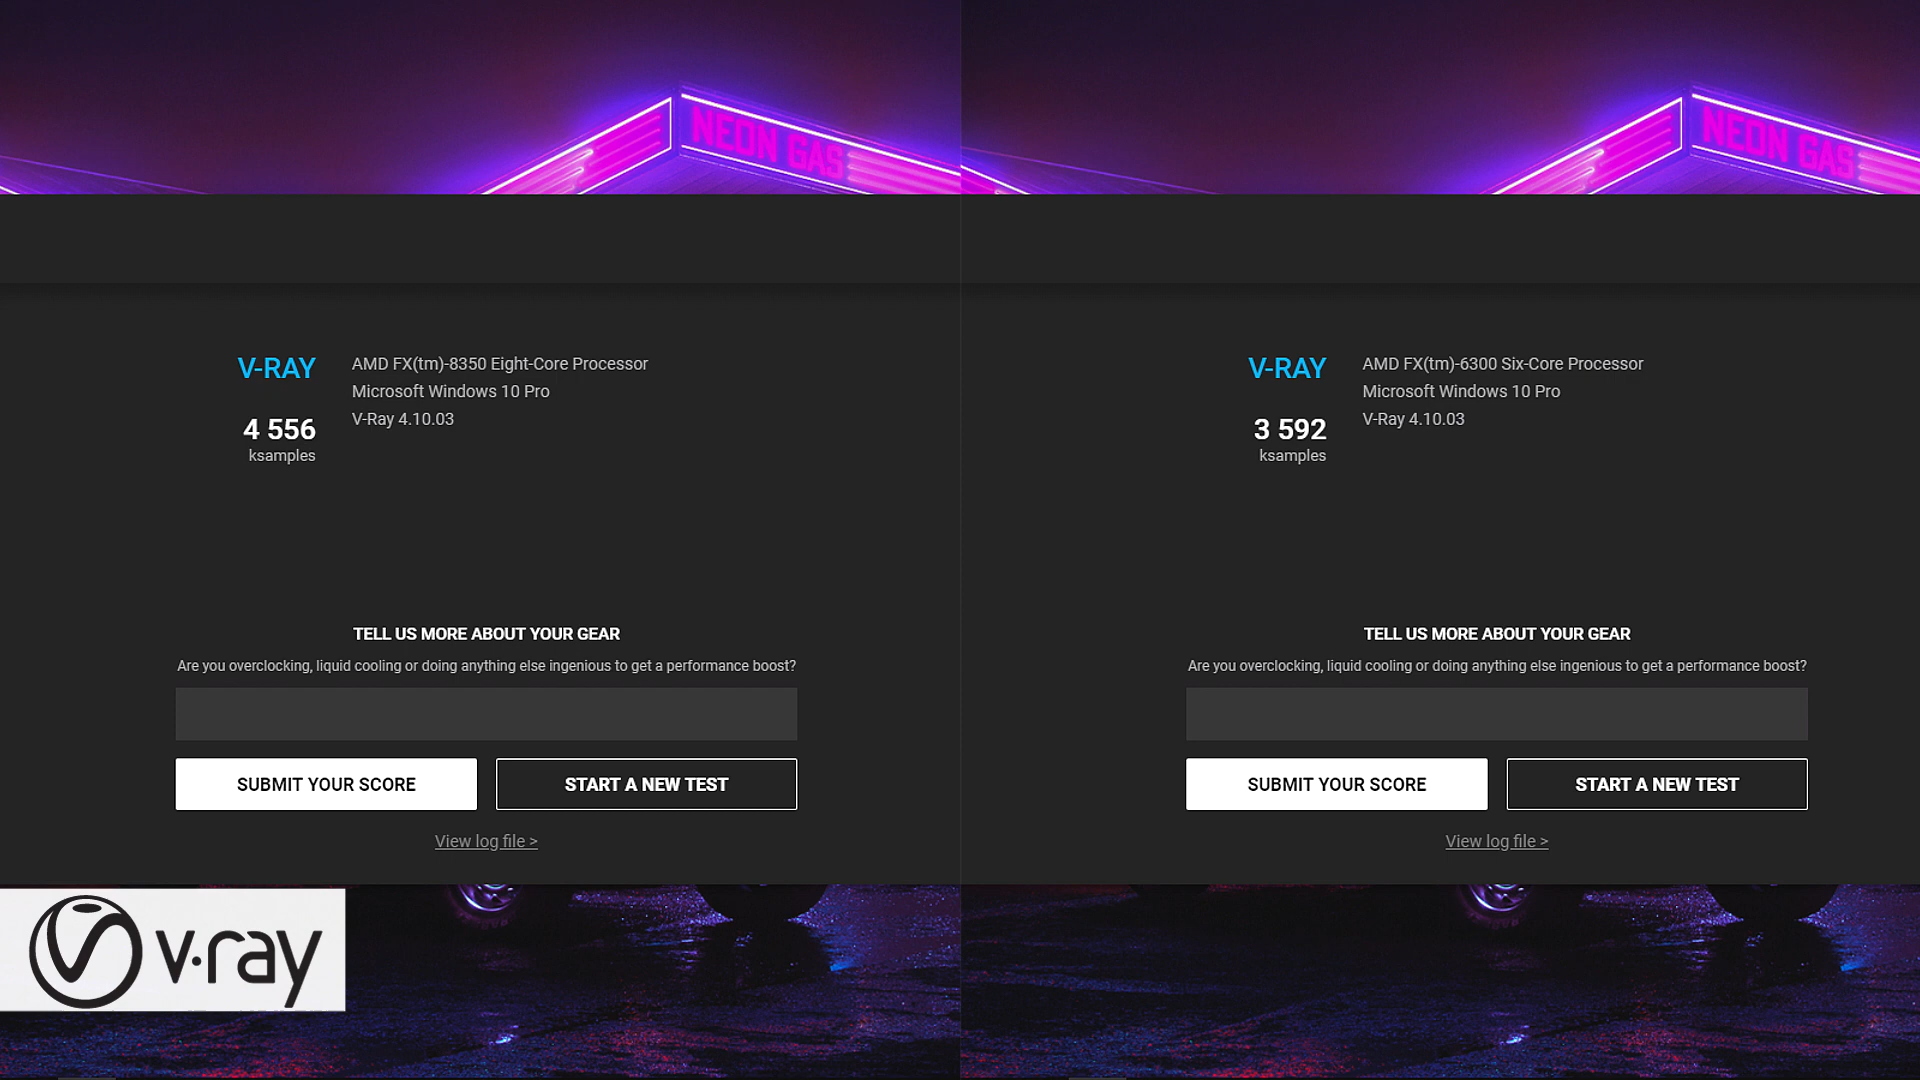 NEON GAS
V-RAY
AMD FX(tm)-8350 Eight-Core Processor
Microsoft Windows 10 Pro
V-Ray 4.10.03
4 556
ksamples
TELL US MORE ABOUT YOUR GEAR
Are you overclocking, liquid cooling or doing anything else ingenious to get a performance boost?
SUBMIT YOUR SCORE
START A NEW TEST
View log file >
v·ray
NEON GAS
V-RAY
AMD FX(tm)-6300 Six-Core Processor
Microsoft Windows 10 Pro
V-Ray 4.10.03
3 592
ksamples
TELL US MORE ABOUT YOUR GEAR
Are you overclocking, liquid cooling or doing anything else ingenious to get a performance boost?
SUBMIT YOUR SCORE
START A NEW TEST
View log file >